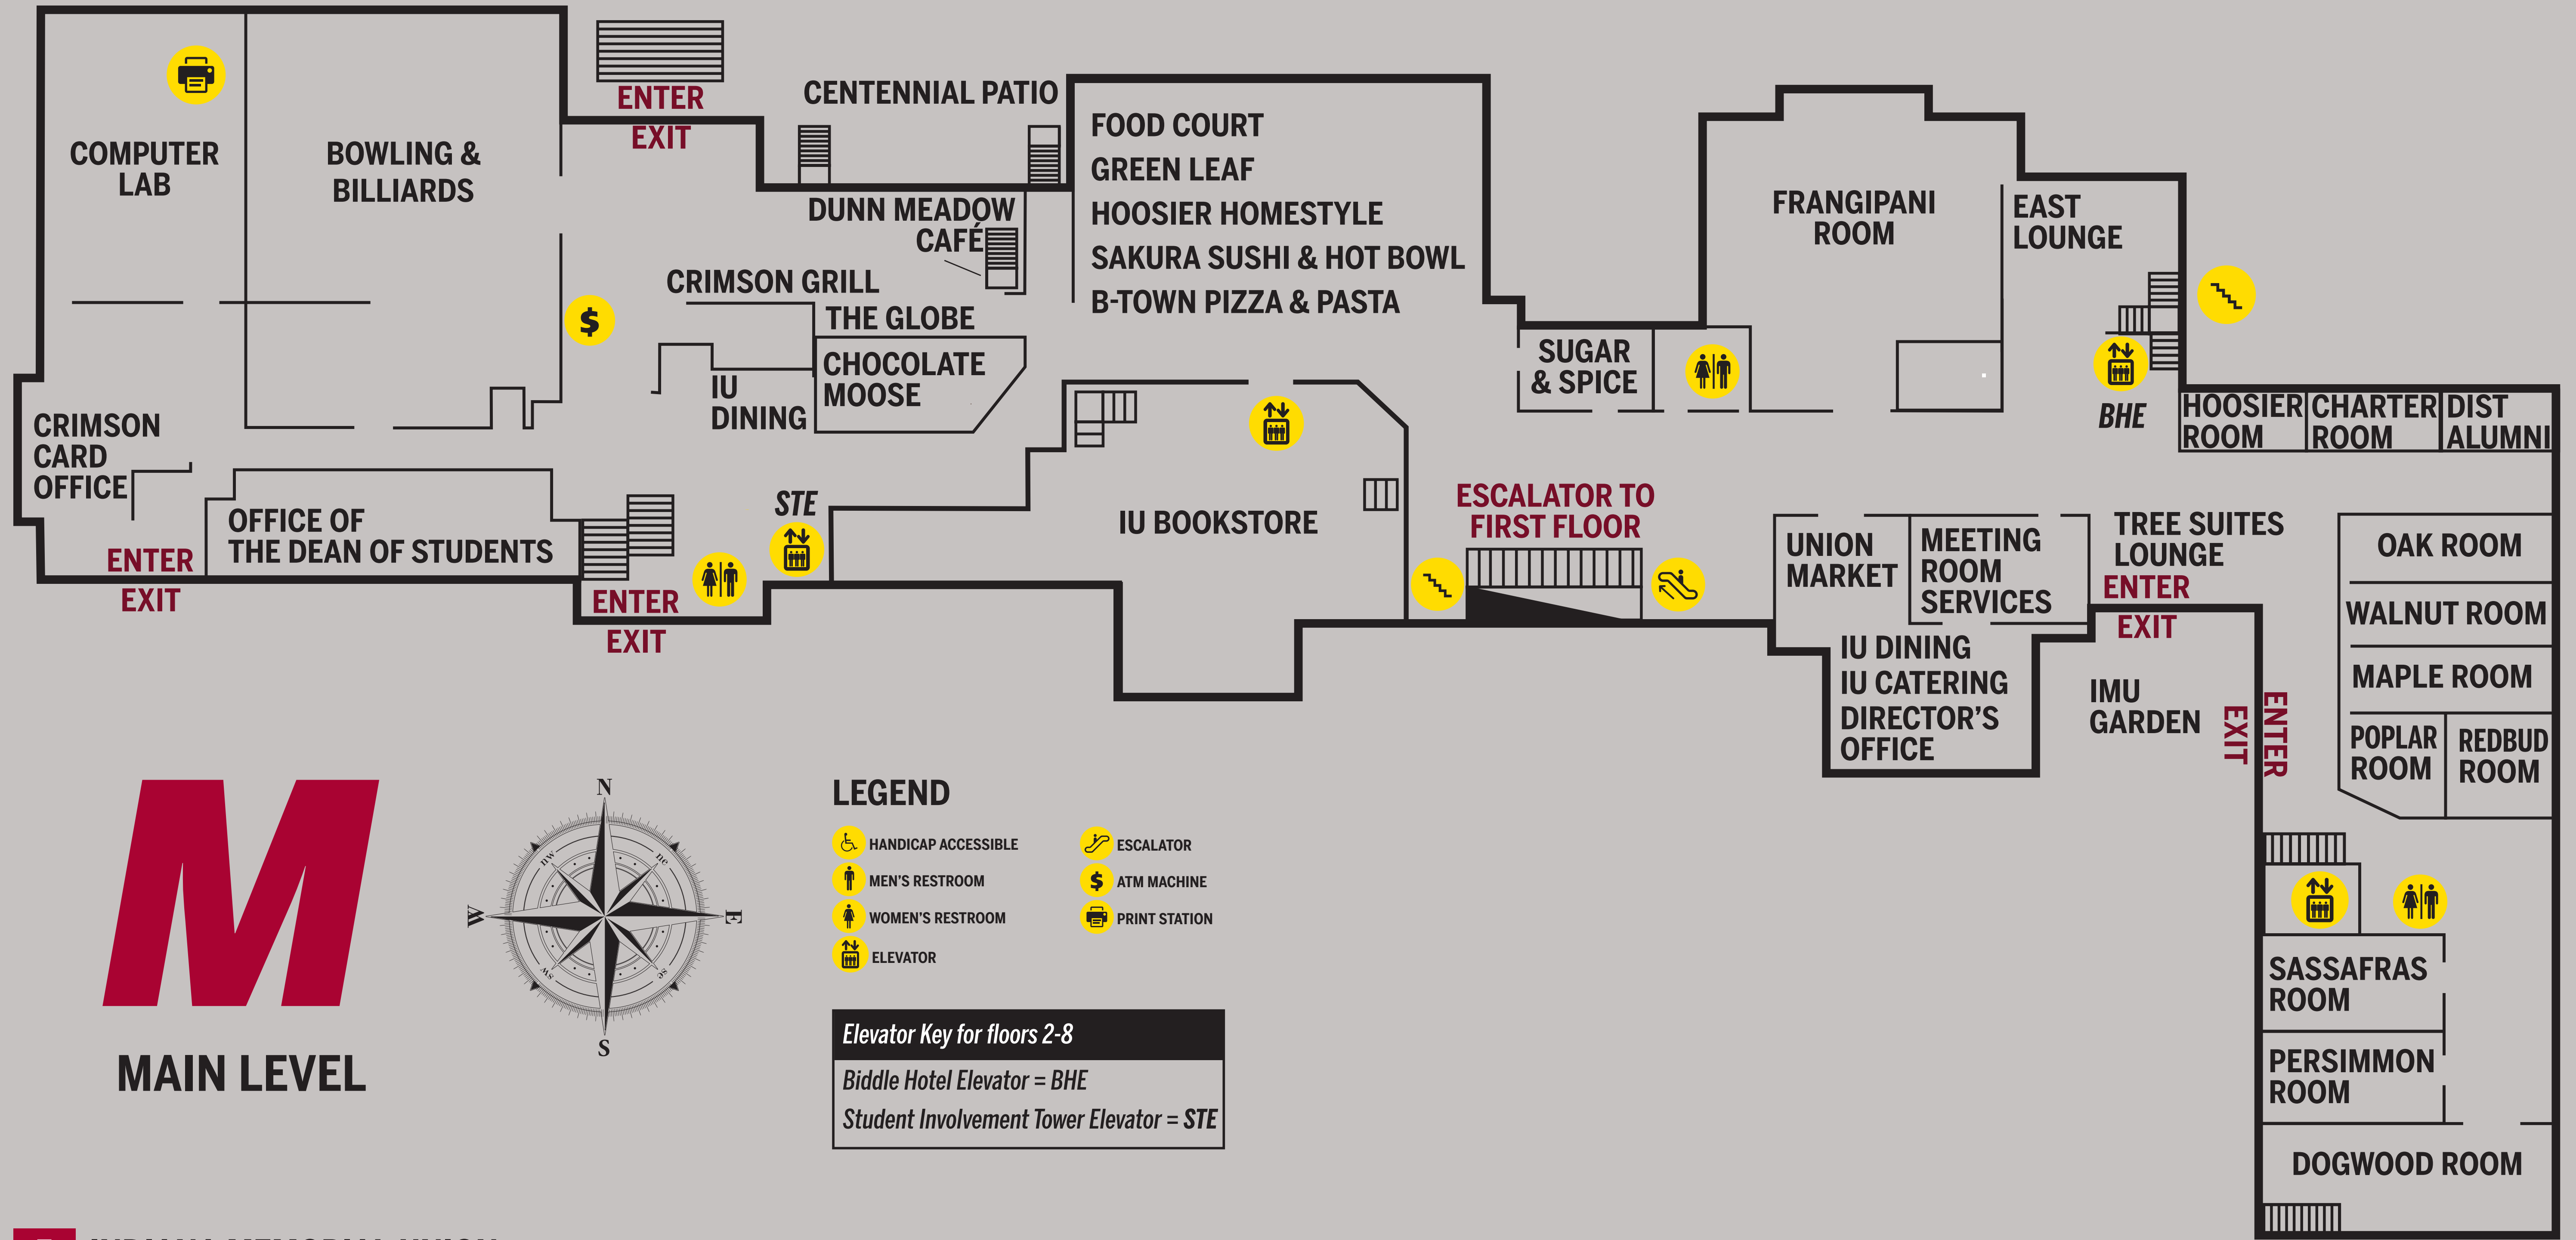 COMPUTER
LAB
BOWLING &
BILLIARDS
ENTER
EXIT
CENTENNIAL PATIO
DUNN MEADOW
CAFÉ
FOOD COURT
GREEN LEAF
HOOSIER HOMESTYLE
SAKURA SUSHI & HOT BOWL
B-TOWN PIZZA & PASTA
FRANGIPANI
ROOM
EAST
LOUNGE
$
CRIMSON GRILL
THE GLOBE
CHOCOLATE
MOOSE
IU
DINING
SUGAR
& SPICE
BHE
HOOSIER
ROOM
CHARTER
ROOM
DIST
ALUMNI
CRIMSON
CARD
OFFICE
OFFICE OF
THE DEAN OF STUDENTS
ENTER
EXIT
ENTER
EXIT
STE
IU BOOKSTORE
ESCALATOR TO
FIRST FLOOR
UNION
MARKET
MEETING
ROOM
SERVICES
TREE SUITES
LOUNGE
ENTER
EXIT
OAK ROOM
WALNUT ROOM
MAPLE ROOM
POPLAR
ROOM
REDBUD
ROOM
IU DINING
IU CATERING
DIRECTOR'S
OFFICE
IMU
GARDEN
ENTER
EXIT
SASSAFRAS
ROOM
PERSIMMON
ROOM
DOGWOOD ROOM
M
MAIN LEVEL
N
ne
E
se
S
sw
W
nw
LEGEND
HANDICAP ACCESSIBLE
MEN'S RESTROOM
WOMEN'S RESTROOM
ELEVATOR
ESCALATOR
$ ATM MACHINE
PRINT STATION
Elevator Key for floors 2-8
Biddle Hotel Elevator = BHE
Student Involvement Tower Elevator = STE